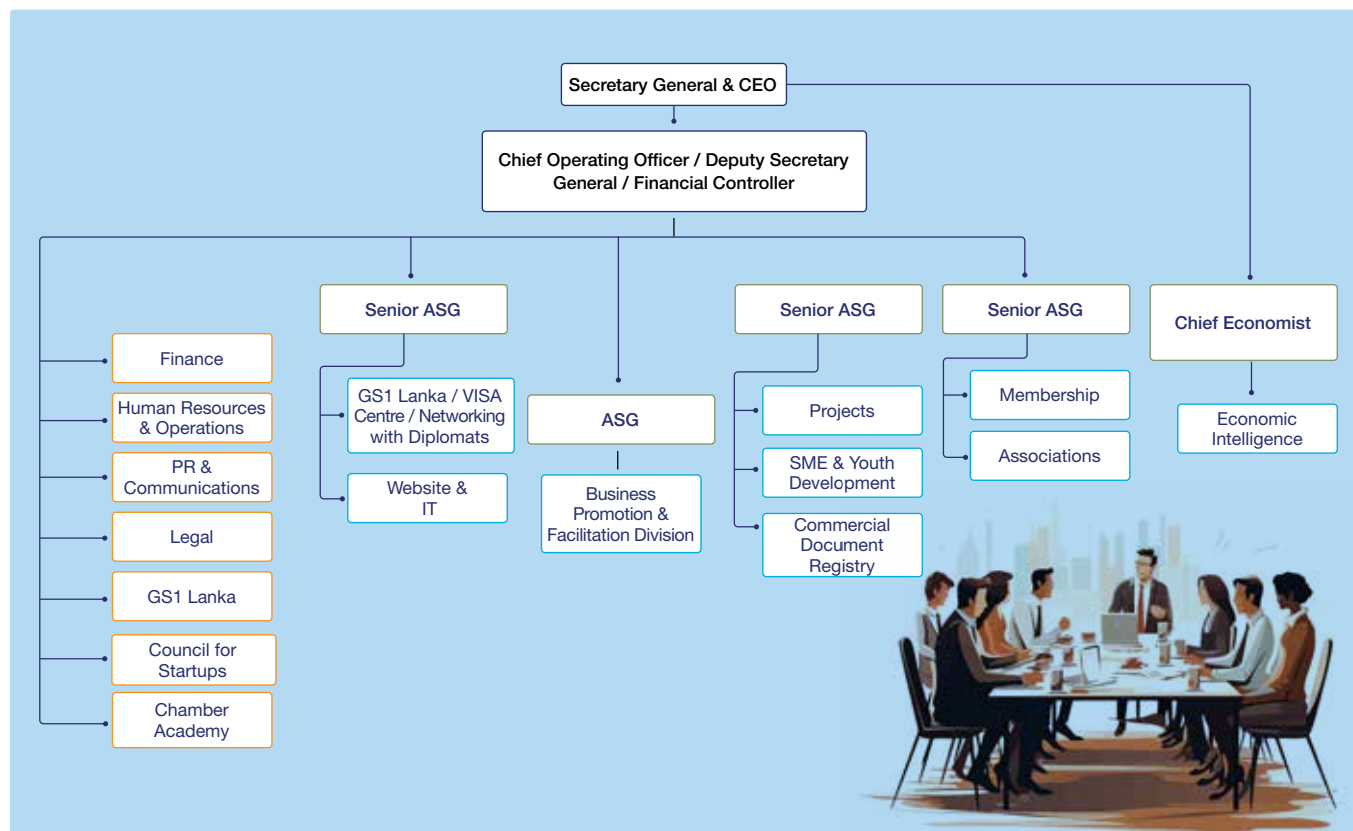 Secretary General & CEO
Chief Operating Officer / Deputy Secretary
General / Financial Controller
Finance
Human Resources
& Operations
PR &
Communications
Legal
GS1 Lanka
Council for
Startups
Chamber
Academy
Senior ASG
GS1 Lanka / VISA
Centre / Networking
with Diplomats
Website &
IT
ASG
Business
Promotion &
Facilitation Division
Senior ASG
Projects
SME & Youth
Development
Commercial
Document
Registry
Senior ASG
Membership
Associations
Chief Economist
Economic
Intelligence